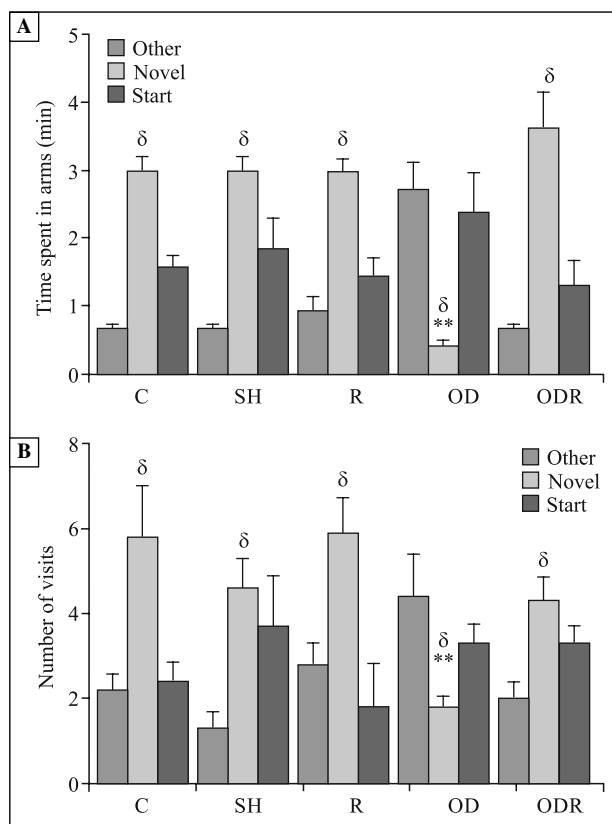 A
Time spent in arms (min)
5
4
3
2
1
0
Other
Novel
Start
δ
δ
δ
δ
**
δ
C SH R OD ODR
B
Number of visits
8
6
4
2
0
Other
Novel
Start
δ
δ
δ
δ
**
δ
C SH R OD ODR